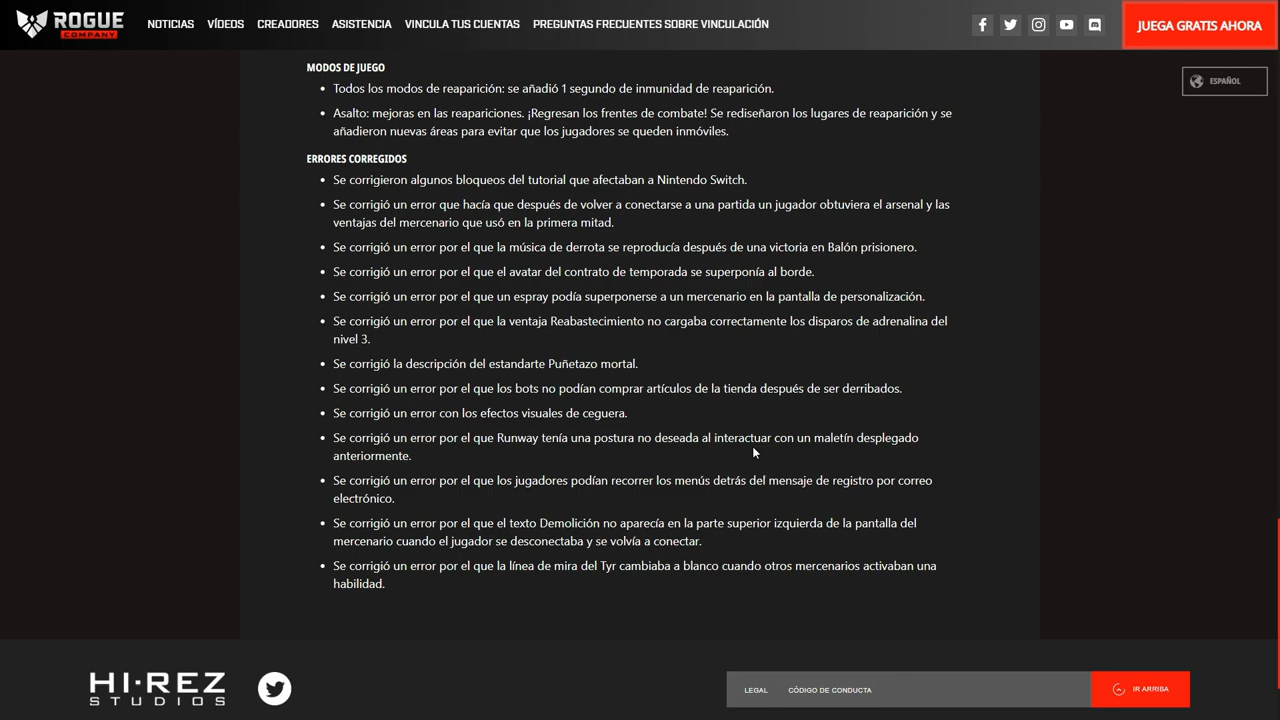 ROGUE
COMPANY
NOTICIAS VÍDEOS CREADORES ASISTENCIA VINCULA TUS CUENTAS PREGUNTAS FRECUENTES SOBRE VINCULACIÓN
JUEGA GRATIS AHORA
ESPAÑOL
MODOS DE JUEGO
• Todos los modos de reaparición: se añadió 1 segundo de inmunidad de reaparición.
• Asalto: mejoras en las reapariciones. ¡Regresan los frentes de combate! Se rediseñaron los lugares de reaparición y se
añadieron nuevas áreas para evitar que los jugadores se queden inmóviles.
ERRORES CORREGIDOS
• Se corrigieron algunos bloqueos del tutorial que afectaban a Nintendo Switch.
• Se corrigió un error que hacía que después de volver a conectarse a una partida un jugador obtuviera el arsenal y las
ventajas del mercenario que usó en la primera mitad.
• Se corrigió un error por el que la música de derrota se reproducía después de una victoria en Balón prisionero.
• Se corrigió un error por el que el avatar del contrato de temporada se superponía al borde.
• Se corrigió un error por el que un espray podía superponerse a un mercenario en la pantalla de personalización.
• Se corrigió un error por el que la ventaja Reabastecimiento no cargaba correctamente los disparos de adrenalina del
nivel 3.
• Se corrigió la descripción del estandarte Puñetazo mortal.
• Se corrigió un error por el que los bots no podían comprar artículos de la tienda después de ser derribados.
• Se corrigió un error con los efectos visuales de ceguera.
• Se corrigió un error por el que Runway tenía una postura no deseada al interactuar con un maletín desplegado
anteriormente.
• Se corrigió un error por el que los jugadores podían recorrer los menús detrás del mensaje de registro por correo
electrónico.
• Se corrigió un error por el que el texto Demolición no aparecía en la parte superior izquierda de la pantalla del
mercenario cuando el jugador se desconectaba y se volvía a conectar.
• Se corrigió un error por el que la línea de mira del Tyr cambiaba a blanco cuando otros mercenarios activaban una
habilidad.
HI-REZ
STUDIOS
LEGAL CÓDIGO DE CONDUCTA
IR ARRIBA